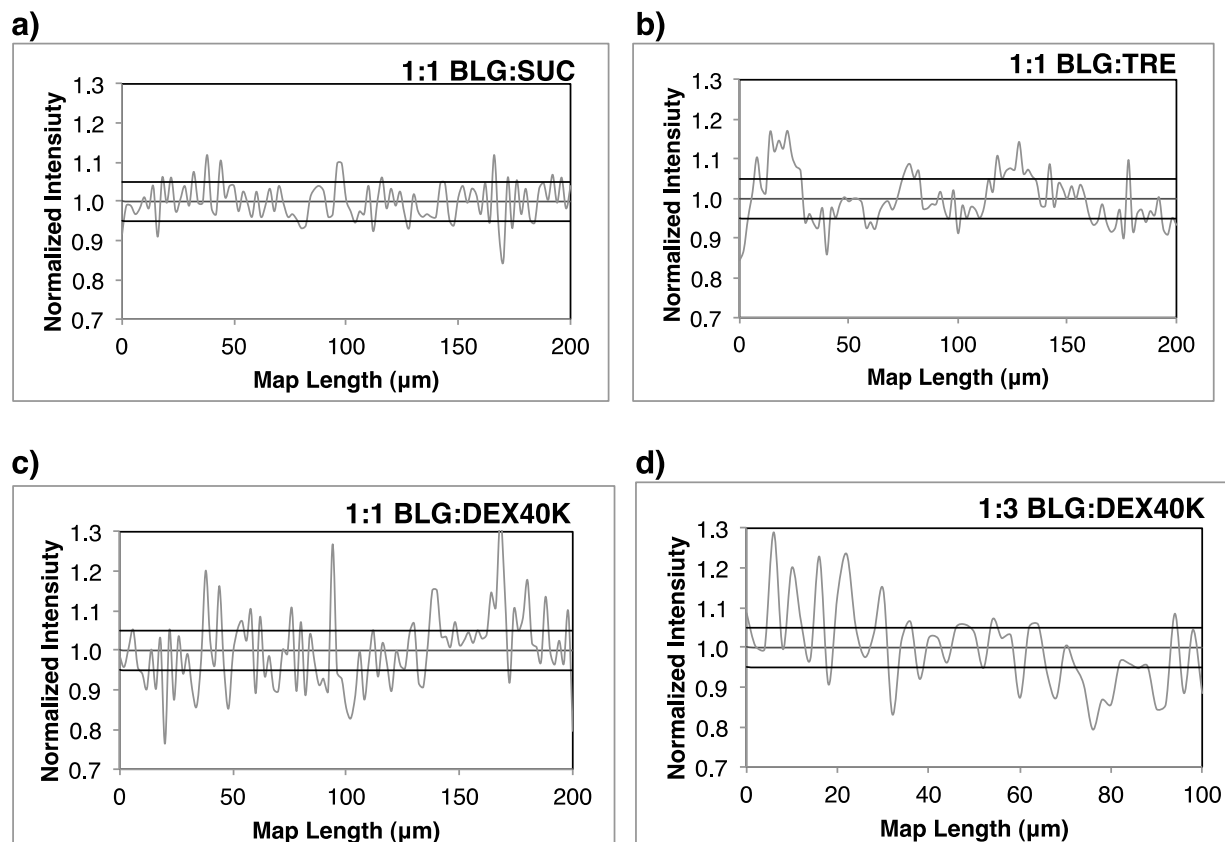 a)
1:1 BLG:SUC
Normalized Intensiuty
1.3
1.2
1.1
1.0
0.9
0.8
0.7
0 50 100 150 200
Map Length (µm)
b)
1:1 BLG:TRE
Normalized Intensiuty
1.3
1.2
1.1
1.0
0.9
0.8
0.7
0 50 100 150 200
Map Length (µm)
c)
1:1 BLG:DEX40K
Normalized Intensiuty
1.3
1.2
1.1
1.0
0.9
0.8
0.7
0 50 100 150 200
Map Length (µm)
d)
1:3 BLG:DEX40K
Normalized Intensiuty
1.3
1.2
1.1
1.0
0.9
0.8
0.7
0 20 40 60 80 100
Map Length (µm)